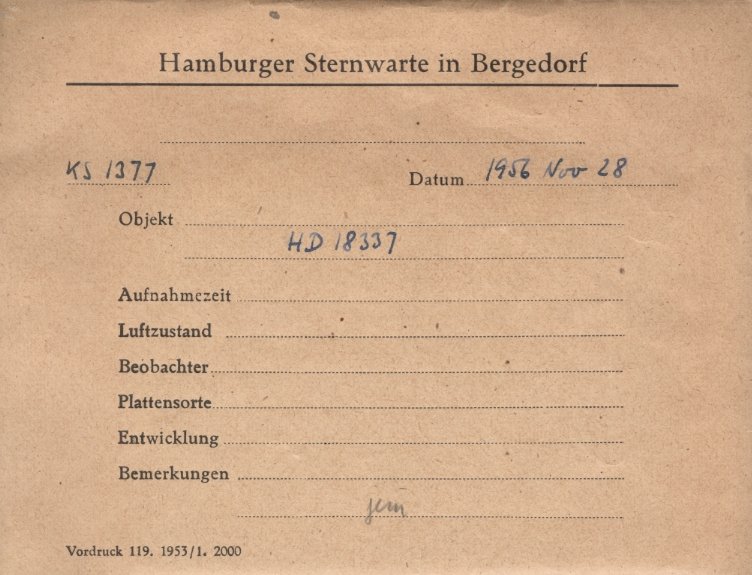 Hamburger Sternwarte in Bergedorf
KS 1377 Datum 1956 Nov 28
Objekt
HD 18337
Aufnahmezeit
Luftzustand
Beobachter
Plattensorte
Entwicklung
Bemerkungen
Vordruck 119. 1953/1. 2000